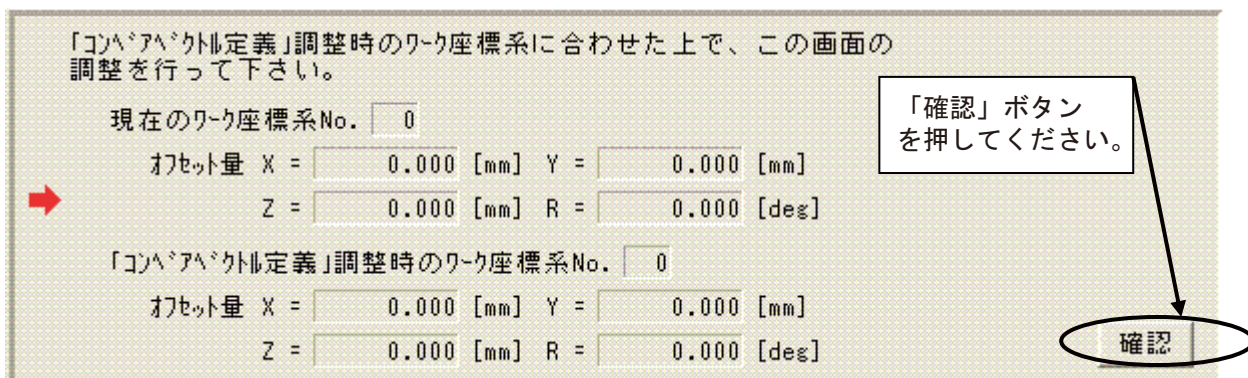 「ｺﾝﾍﾞｱﾍﾞｸﾄﾙ定義」調整時のﾜｰｸ座標系に合わせた上で、この画面の
調整を行って下さい。
現在のﾜｰｸ座標系No. 0
ｵﾌｾｯﾄ量 X = 0.000 [mm] Y = 0.000 [mm]
Z = 0.000 [mm] R = 0.000 [deg]
「ｺﾝﾍﾞｱﾍﾞｸﾄﾙ定義」調整時のﾜｰｸ座標系No. 0
ｵﾌｾｯﾄ量 X = 0.000 [mm] Y = 0.000 [mm]
Z = 0.000 [mm] R = 0.000 [deg]
「確認」ボタン
を押してください。
確認